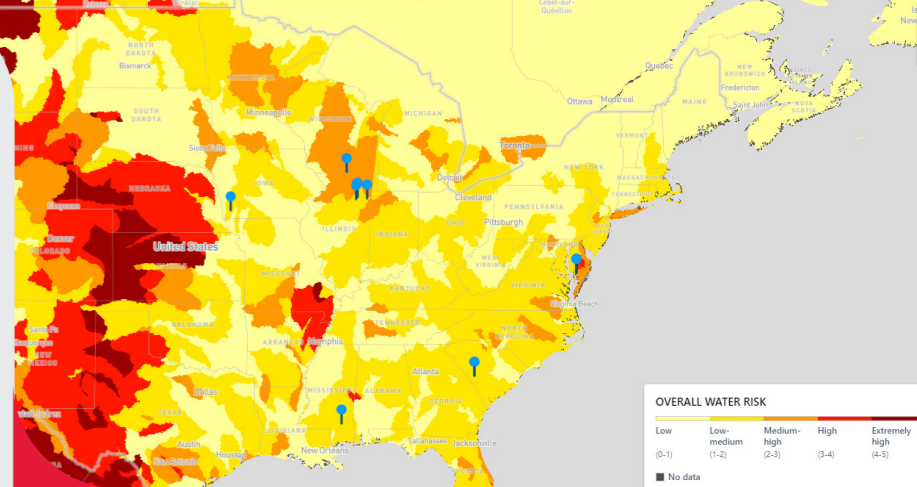 Lebel-sur-
Quévillon
NORTH
DAKOTA
Bismarck
Quebec
NEW
BRUNSWICK
Fredericton
SOUTH
DAKOTA
Minneapolis
WISCONSIN
MICHIGAN
Ottawa
Montreal
MAINE
Saint John
NOVA
SCOTIA
Sioux Falls
Toronto
VERMONT
NEBRASKA
IOWA
Detroit
NEW YORK
MASSACHUSETTS
CONNECTICUT
Cleveland
Cheyenne
PENNSYLVANIA
ILLINOIS
INDIANA
OHIO
Pittsburgh
Denver
COLORADO
United States
MARYLAND
KANSAS
MISSOURI
WEST
VIRGINIA
KENTUCKY
VIRGINIA
Virginia Beach
Santa Fe
OKLAHOMA
TENNESSEE
NORTH
CAROLINA
ARKANSAS
Memphis
NEW
MEXICO
Atlanta
Dallas
MISSISSIPPI
ALABAMA
GEORGIA
TEXAS
LOUISIANA
Austin
Tallahassee
Jacksonville
San Antonio
Houston
New Orleans
OVERALL WATER RISK
Low
Low-
medium
Medium-
high
High
Extremely
high
(0-1)
(1-2)
(2-3)
(3-4)
(4-5)
No data